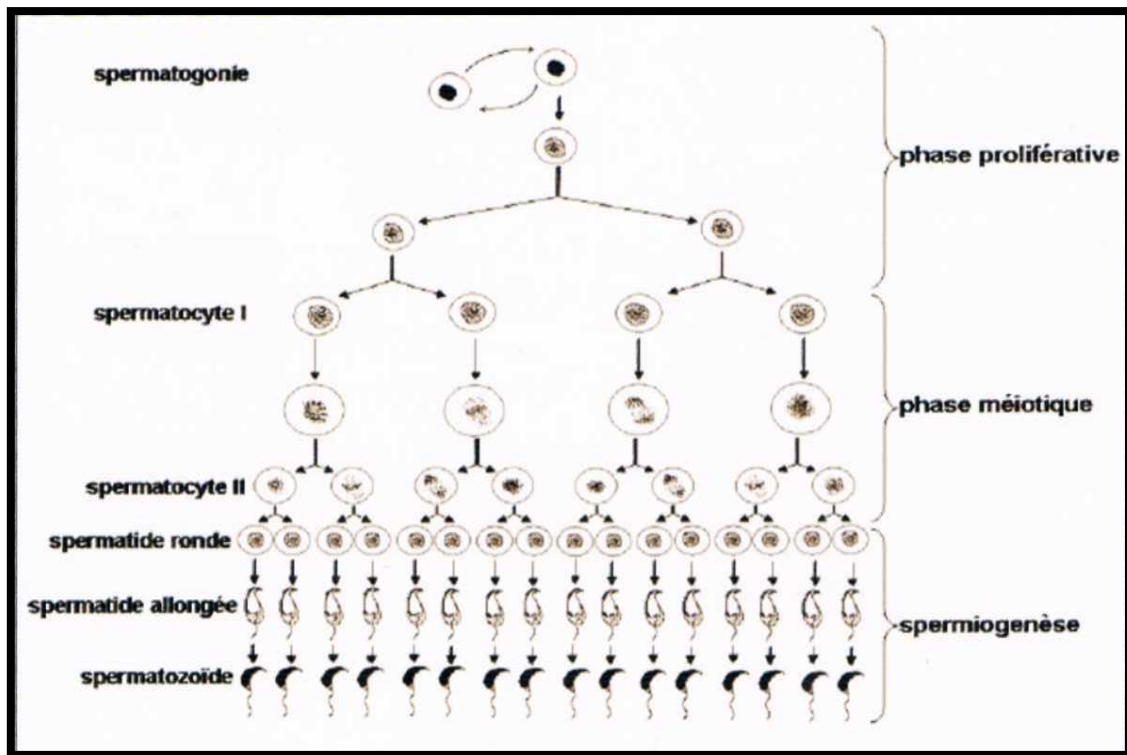 spermatogonie
phase proliférative
spermatocyte I
phase méiotique
spermatocyte II
spermatide ronde
spermatide allongée
spermiogenèse
spermatozoïde